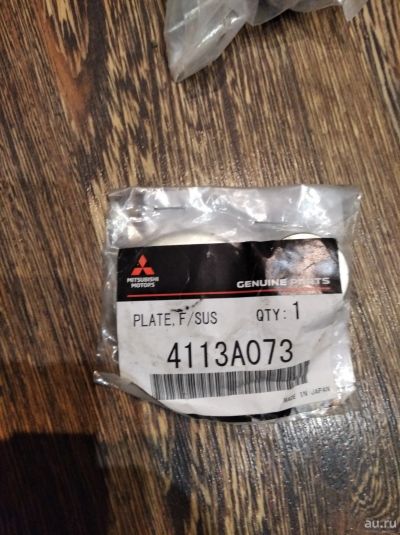 MITSUBISHI
MOTORS
GENUINE PARTS
PLATE,F/SUS QTY:1
4113A073
MADE IN JAPAN
au.ru